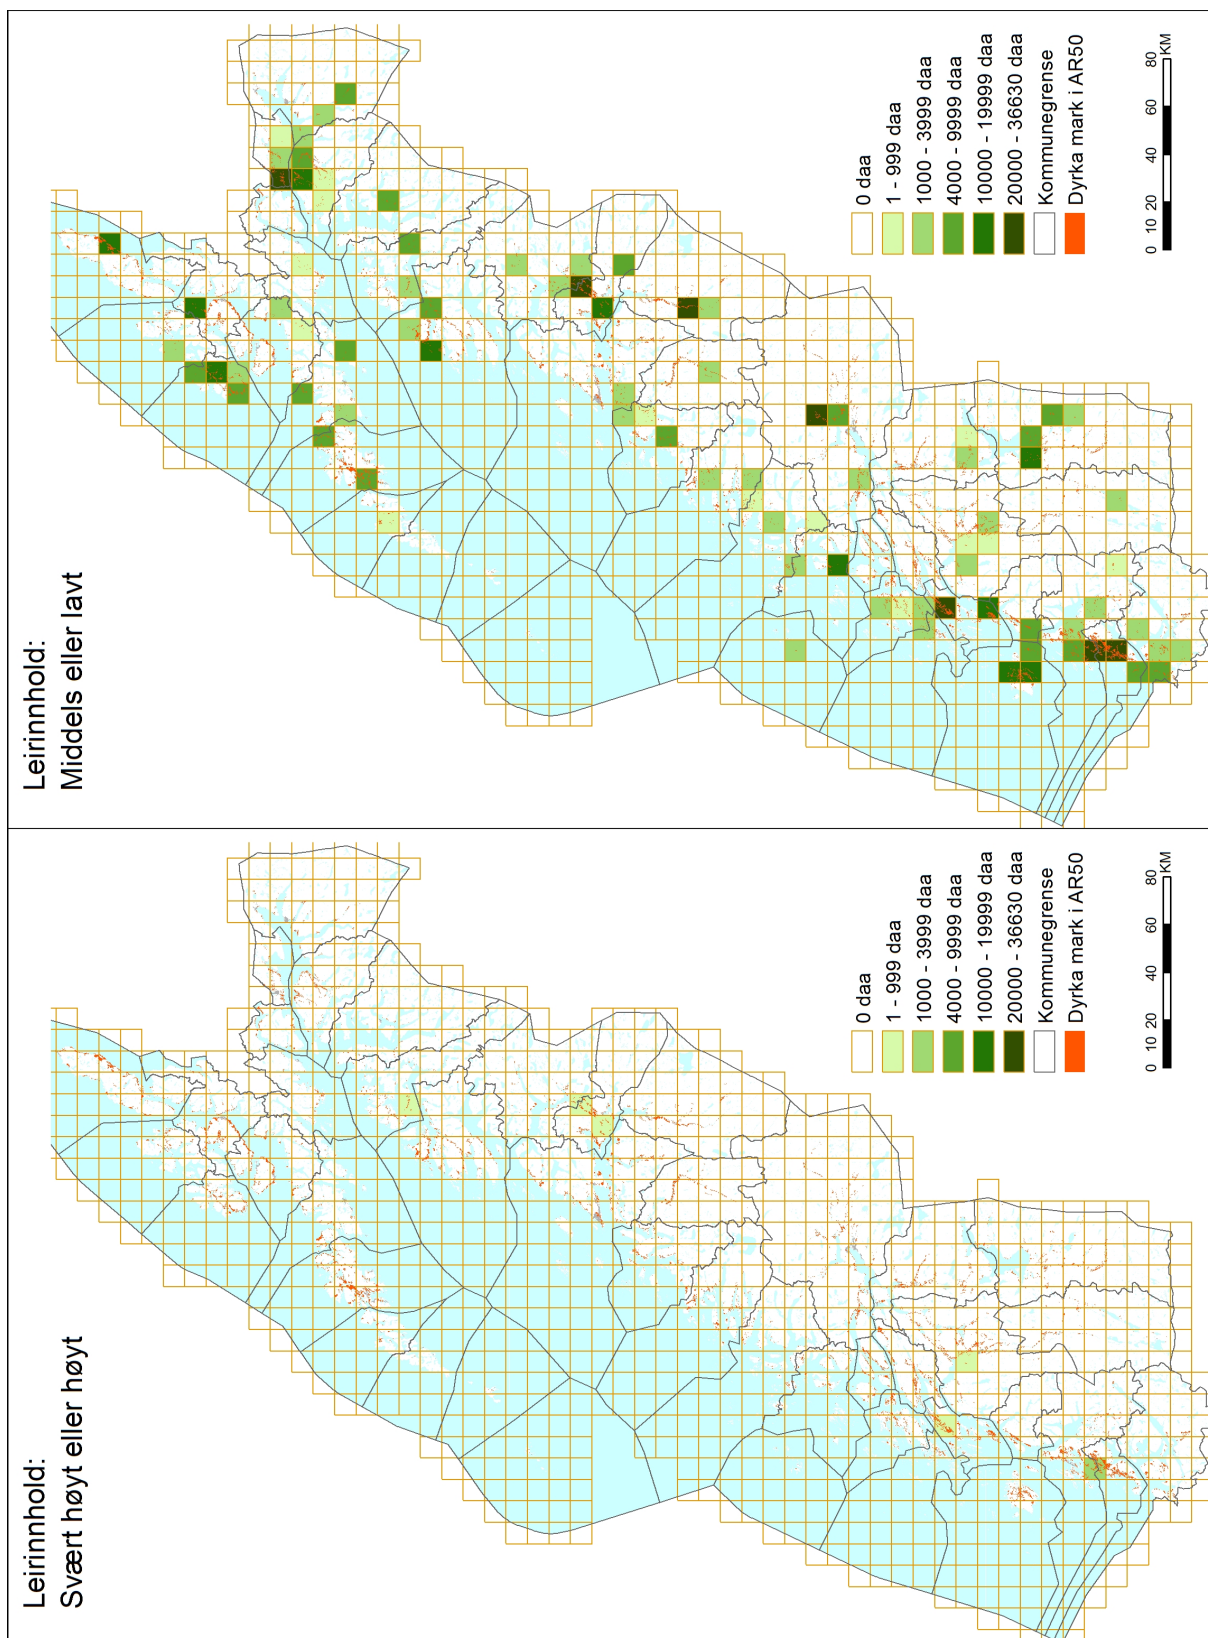 Leirinnhold:
Svært høyt eller høyt
0 daa
1 - 999 daa
1000 - 3999 daa
4000 - 9999 daa
10000 - 19999 daa
20000 - 36630 daa
Kommunegrense
Dyrka mark i AR50
0 10 20 40 60 80
KM
Leirinnhold:
Middels eller lavt
0 daa
1 - 999 daa
1000 - 3999 daa
4000 - 9999 daa
10000 - 19999 daa
20000 - 36630 daa
Kommunegrense
Dyrka mark i AR50
0 10 20 40 60 80
KM